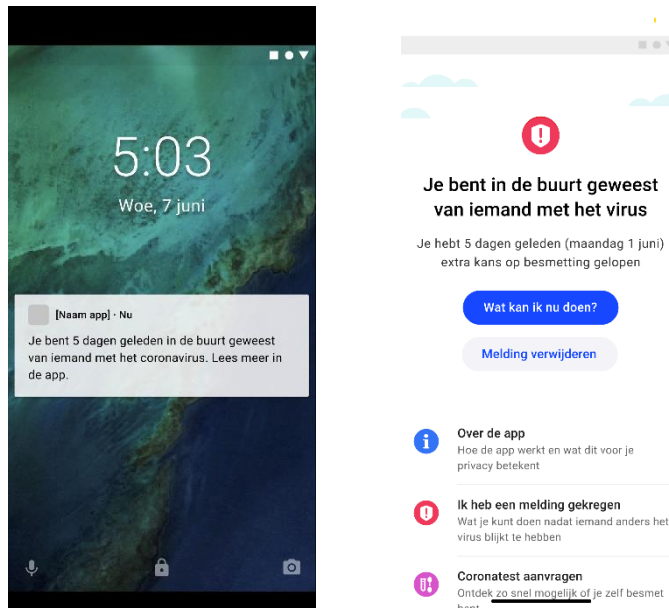 5:03
Woe, 7 juni
[Naam app] · Nu
Je bent 5 dagen geleden in de buurt geweest
van iemand met het coronavirus. Lees meer in
de app.
Je bent in de buurt geweest
van iemand met het virus
Je hebt 5 dagen geleden (maandag 1 juni)
extra kans op besmetting gelopen
Wat kan ik nu doen?
Melding verwijderen
Over de app
Hoe de app werkt en wat dit voor je
privacy betekent
Ik heb een melding gekregen
Wat je kunt doen nadat iemand anders het
virus blijkt te hebben
Coronatest aanvragen
Ontdek zo snel mogelijk of je zelf besmet